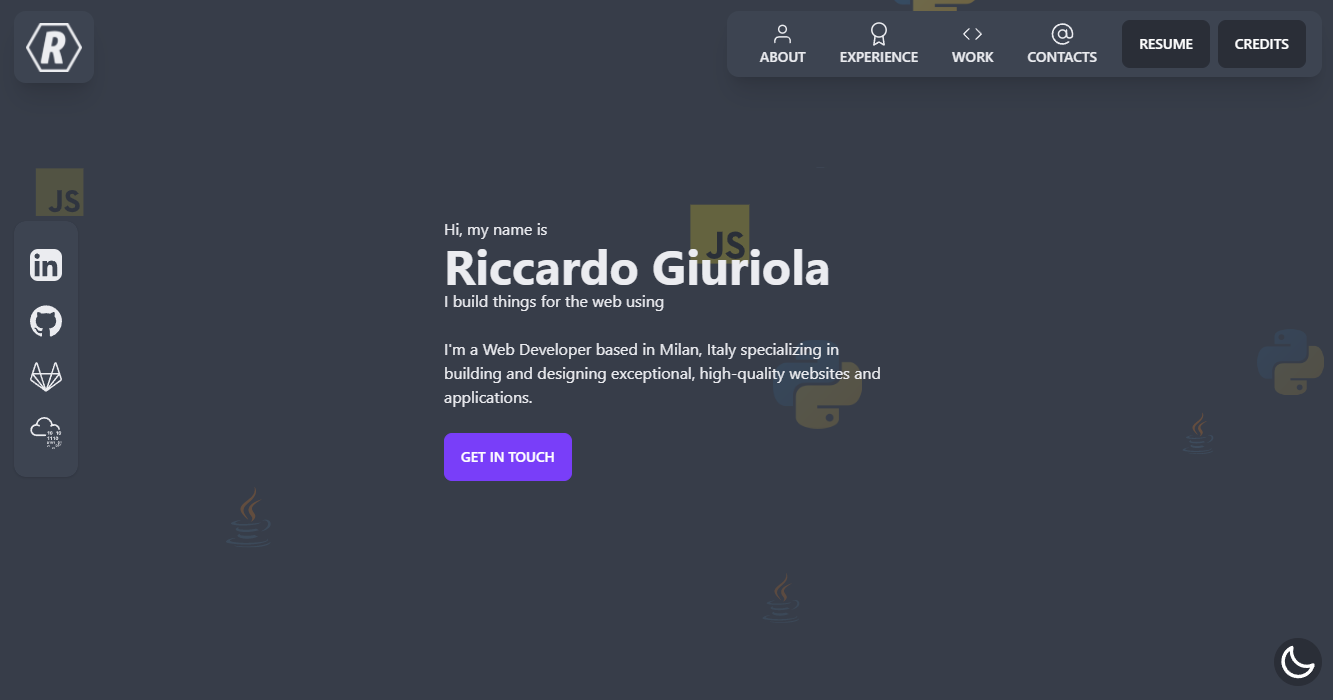 R
ABOUT
EXPERIENCE
WORK
CONTACTS
RESUME
CREDITS
JS
JS
in
Hi, my name is
Riccardo Giuriola
I build things for the web using
I'm a Web Developer based in Milan, Italy specializing in
building and designing exceptional, high-quality websites and
applications.
GET IN TOUCH